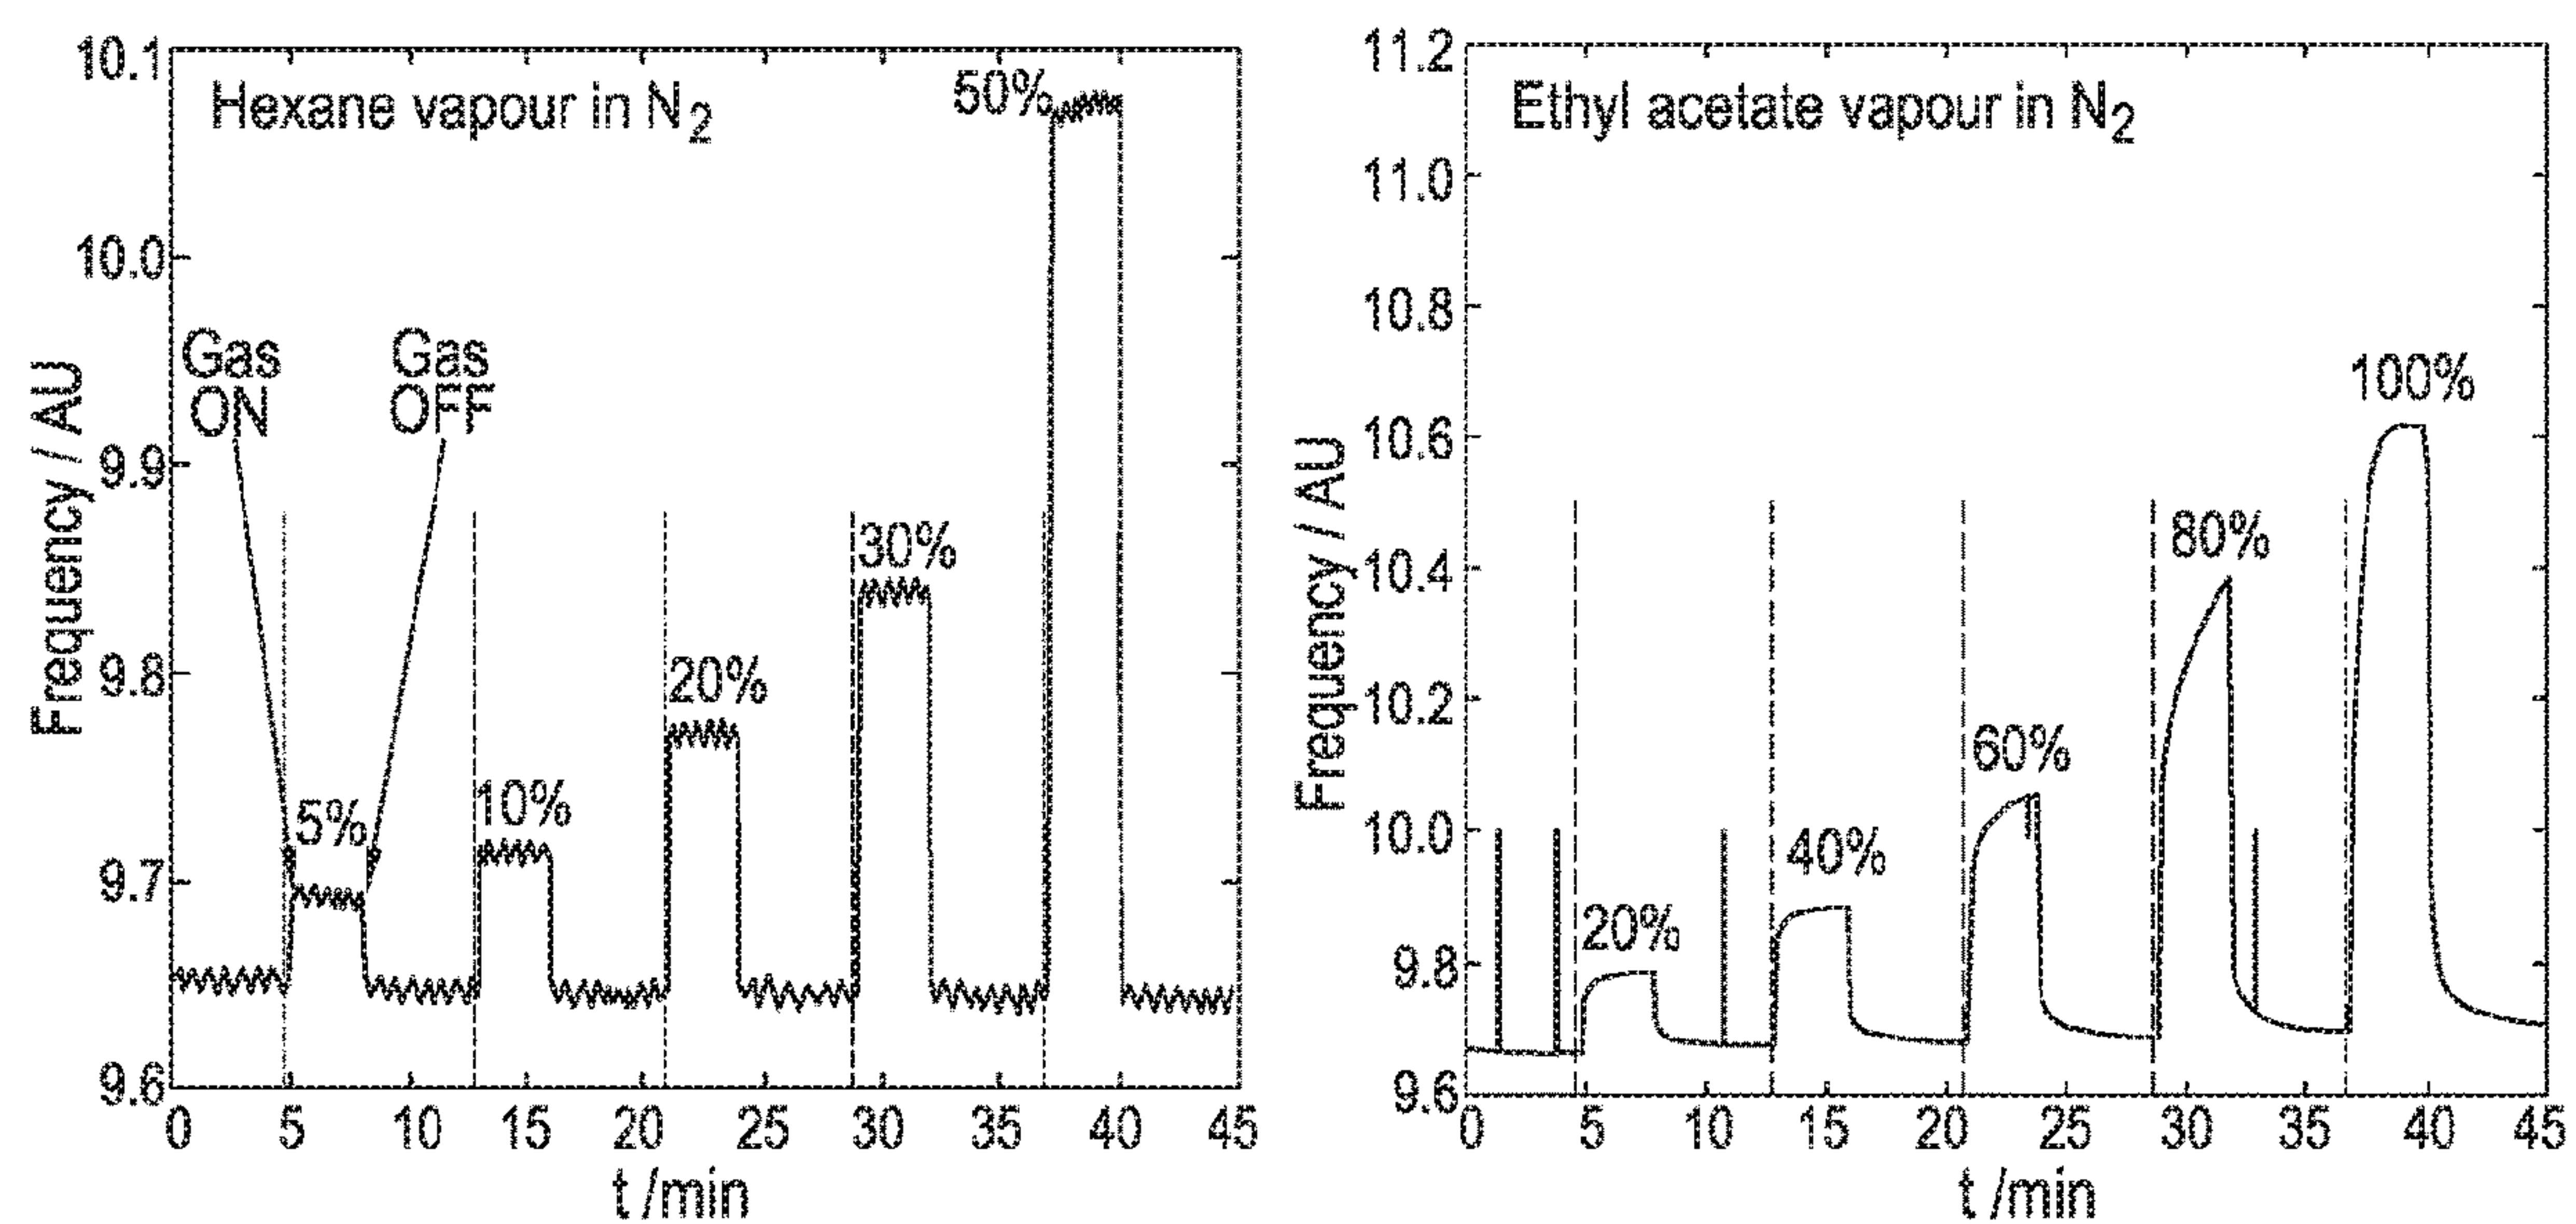 Hexane vapour in N2
Frequency / AU
10.1
10.0
9.9
9.8
9.7
9.6
Gas
ON
Gas
OFF
5%
10%
20%
30%
50%
0 5 10 15 20 25 30 35 40 45
t /min
Ethyl acetate vapour in N2
Frequency / AU
11.2
11.0
10.8
10.6
10.4
10.2
10.0
9.8
9.6
20%
40%
60%
80%
100%
0 5 10 15 20 25 30 35 40 45
t /min